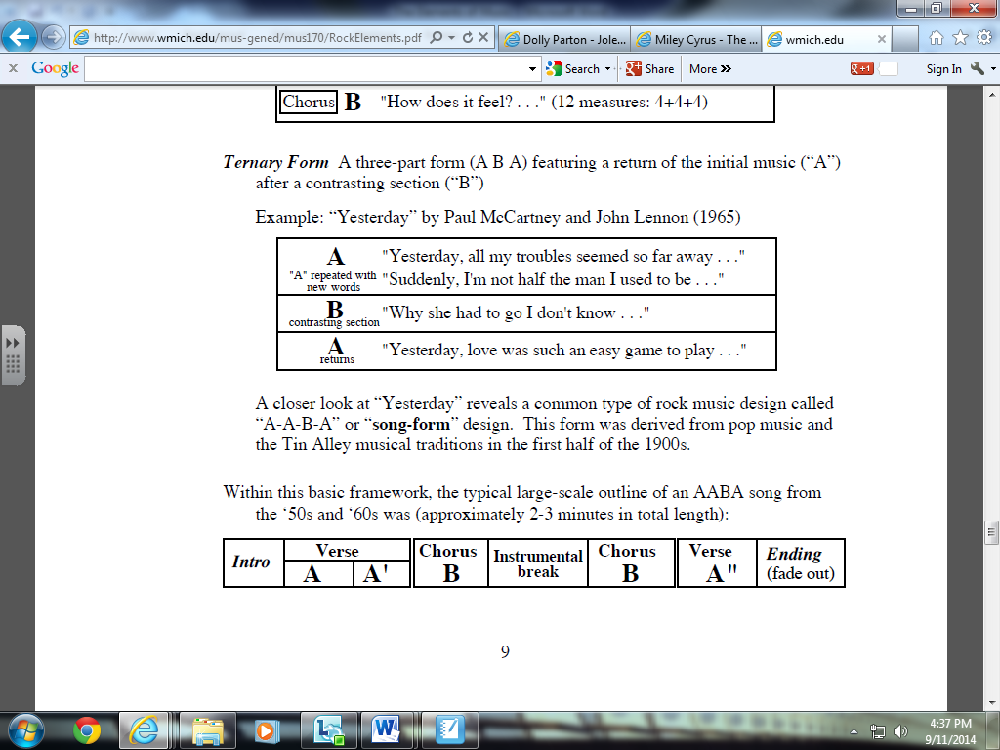 http://www.wmich.edu/mus-gened/mus170/RockElements.pdf
Dolly Parton - Jole...
Miley Cyrus - The ...
wmich.edu
x Google
Search
Share
More »
+1
Sign In
Chorus B "How does it feel? . . ." (12 measures: 4+4+4)
Ternary Form A three-part form (A B A) featuring a return of the initial music (“A”)
after a contrasting section (“B”)
Example: “Yesterday” by Paul McCartney and John Lennon (1965)
A "Yesterday, all my troubles seemed so far away . . ."
"A" repeated with new words "Suddenly, I'm not half the man I used to be . . ."
B contrasting section "Why she had to go I don't know . . ."
A returns "Yesterday, love was such an easy game to play . . ."
A closer look at “Yesterday” reveals a common type of rock music design called
“A-A-B-A” or “song-form” design. This form was derived from pop music and
the Tin Alley musical traditions in the first half of the 1900s.
Within this basic framework, the typical large-scale outline of an AABA song from
the ‘50s and ‘60s was (approximately 2-3 minutes in total length):
Intro
Verse
A A'
Chorus
B
Instrumental
break
Chorus
B
Verse
A"
Ending
(fade out)
9
4:37 PM
9/11/2014